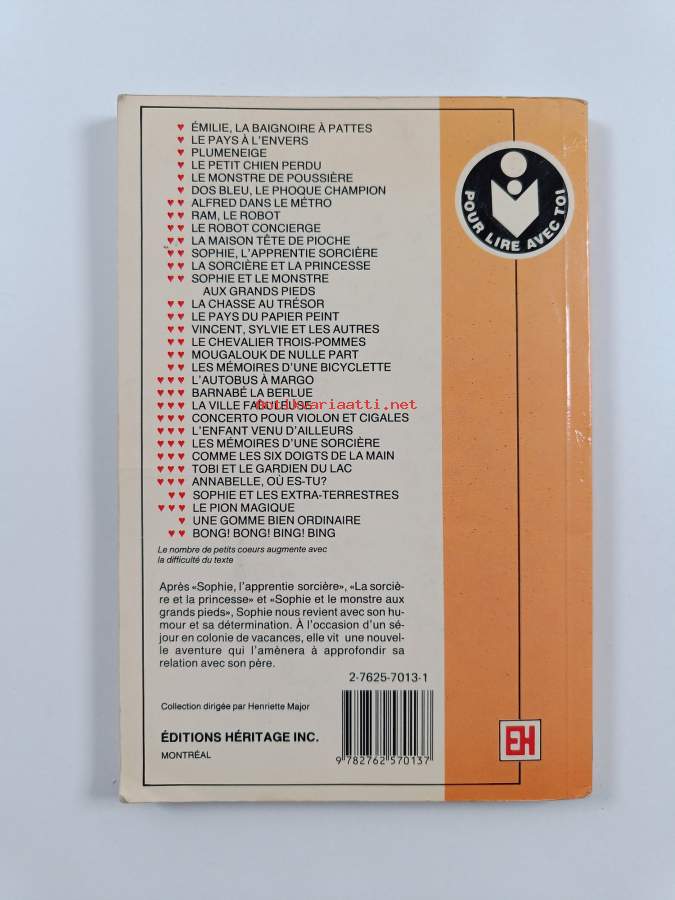 ♥ ÉMILIE, LA BAIGNOIRE À PATTES
♥ LE PAYS À L'ENVERS
♥ PLUMENEIGE
♥ LE PETIT CHIEN PERDU
♥ LE MONSTRE DE POUSSIÈRE
♥ DOS BLEU, LE PHOQUE CHAMPION
♥ ♥ ALFRED DANS LE MÉTRO
♥ ♥ RAM, LE ROBOT
♥ ♥ LE ROBOT CONCIERGE
♥ ♥ LA MAISON TÊTE DE PIOCHE
♥ ♥ SOPHIE, L'APPRENTIE SORCIÈRE
♥ ♥ LA SORCIÈRE ET LA PRINCESSE
♥ ♥ SOPHIE ET LE MONSTRE
AUX GRANDS PIEDS
♥ ♥ LA CHASSE AU TRÉSOR
♥ ♥ LE PAYS DU PAPIER PEINT
♥ ♥ VINCENT, SYLVIE ET LES AUTRES
♥ ♥ LE CHEVALIER TROIS-POMMES
♥ ♥ MOUGALOUK DE NULLE PART
♥ ♥ LES MÉMOIRES D'UNE BICYCLETTE
♥ ♥ ♥ L'AUTOBUS À MARGO
♥ ♥ ♥ BARNABÉ LA BERLUE
♥ ♥ ♥ LA VILLE FABULEUSE
♥ ♥ ♥ CONCERTO POUR VIOLON ET CIGALES
♥ ♥ ♥ L'ENFANT VENU D'AILLEURS
♥ ♥ ♥ LES MÉMOIRES D'UNE SORCIÈRE
♥ ♥ ♥ COMME LES SIX DOIGTS DE LA MAIN
♥ ♥ ♥ TOBI ET LE GARDIEN DU LAC
♥ ♥ ♥ ANNABELLE, OÙ ES-TU?
♥ ♥ SOPHIE ET LES EXTRA-TERRESTRES
♥ ♥ ♥ LE PION MAGIQUE
♥ UNE GOMME BIEN ORDINAIRE
♥ ♥ BONG! BONG! BING! BING
Le nombre de petits coeurs augmente avec
la difficulté du texte
Après «Sophie, l'apprentie sorcière», «La sorciè-
re et la princesse» et «Sophie et le monstre aux
grands pieds», Sophie nous revient avec son hu-
mour et sa détermination. À l'occasion d'un sé-
jour en colonie de vacances, elle vit une nouvel-
le aventure qui l'amènera à approfondir sa
relation avec son père.
2-7625-7013-1
Collection dirigée par Henriette Major
ÉDITIONS HÉRITAGE INC.
MONTRÉAL
9 782762 570137
POUR LIRE AVEC TOI
EH
Antikvariaatti.net